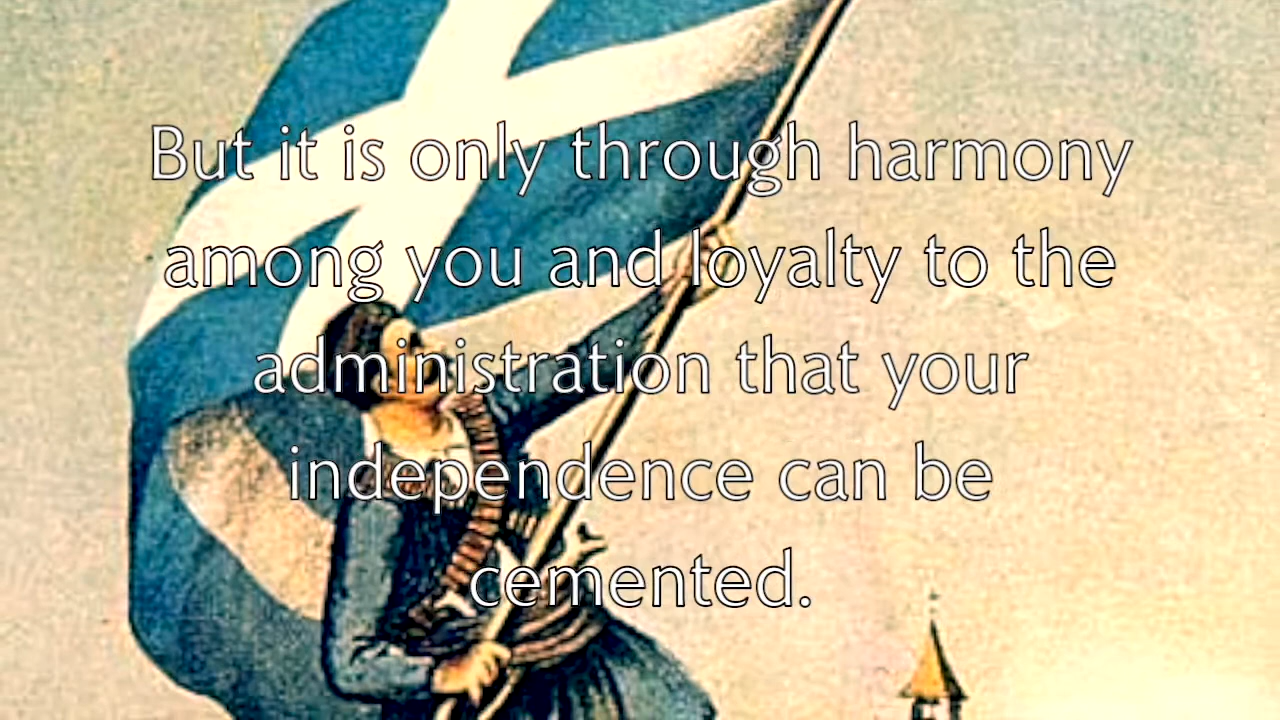 But it is only through harmony
among you and loyalty to the
administration that your
independence can be
cemented.